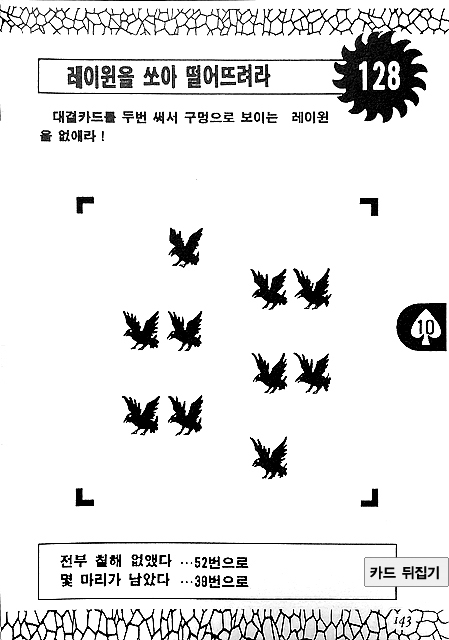 레이윈을 쏘아 떨어뜨려라
128
대결카드를 두번 써서 구멍으로 보이는 레이윈
을 없애라 !
10
전부 칠해 없앴다 …52번으로
몇 마리가 남았다 …39번으로
카드 뒤집기
143